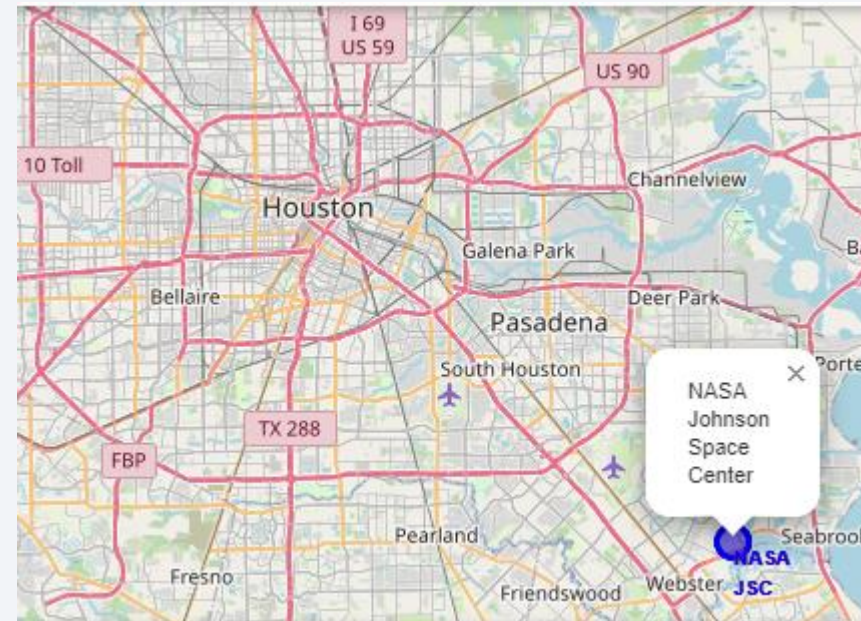 I 69
US 59
US 90
10 Toll
Channelview
Houston
Galena Park
Bellaire
Deer Park
Pasadena
South Houston
Porte
NASA
Johnson
Space
Center
TX 288
FBP
Pearland
Seabrook
NASA
JSC
Fresno
Webster
Friendswood